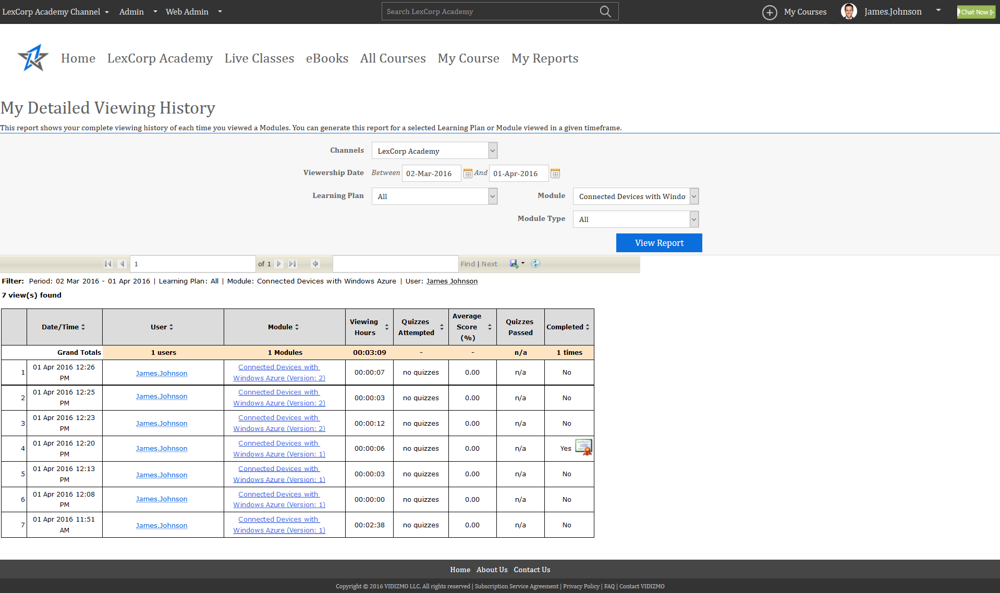 LexCorp Academy Channel Admin Web Admin Search LexCorp Academy My Courses James.Johnson Chat Now
Home LexCorp Academy Live Classes eBooks All Courses My Course My Reports
My Detailed Viewing History
This report shows your complete viewing history of each time you viewed a Modules. You can generate this report for a selected Learning Plan or Module viewed in a given timeframe.
Channels LexCorp Academy
Viewership Date Between 02-Mar-2016 And 01-Apr-2016
Learning Plan All Module Connected Devices with Windo
Module Type All
View Report
1 of 1 Find | Next
Filter: Period: 02 Mar 2016 - 01 Apr 2016 | Learning Plan: All | Module: Connected Devices with Windows Azure | User: James Johnson
7 view(s) found
Date/Time User Module Viewing Hours Quizzes Attempted Average Score (%) Quizzes Passed Completed
Grand Totals 1 users 1 Modules 00:03:09 - - n/a 1 times
1 01 Apr 2016 12:26 PM James.Johnson Connected Devices with Windows Azure (Version: 2) 00:00:07 no quizzes 0.00 n/a No
2 01 Apr 2016 12:25 PM James.Johnson Connected Devices with Windows Azure (Version: 2) 00:00:03 no quizzes 0.00 n/a No
3 01 Apr 2016 12:23 PM James.Johnson Connected Devices with Windows Azure (Version: 2) 00:00:12 no quizzes 0.00 n/a No
4 01 Apr 2016 12:20 PM James.Johnson Connected Devices with Windows Azure (Version: 1) 00:00:06 no quizzes 0.00 n/a Yes
5 01 Apr 2016 12:13 PM James.Johnson Connected Devices with Windows Azure (Version: 1) 00:00:03 no quizzes 0.00 n/a No
6 01 Apr 2016 12:08 PM James.Johnson Connected Devices with Windows Azure (Version: 1) 00:00:00 no quizzes 0.00 n/a No
7 01 Apr 2016 11:51 AM James.Johnson Connected Devices with Windows Azure (Version: 1) 00:02:38 no quizzes 0.00 n/a No
Home About Us Contact Us
Copyright © 2016 VIDIZMO LLC. All rights reserved | Subscription Service Agreement | Privacy Policy | FAQ | Contact VIDIZMO